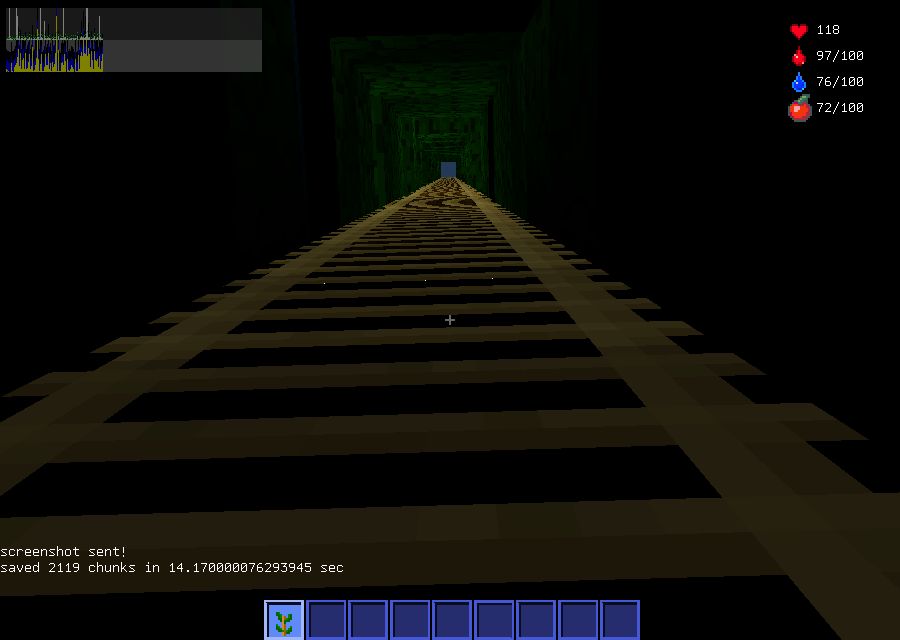 118
97/100
76/100
72/100
screenshot sent!
saved 2119 chunks in 14.170000076293945 sec